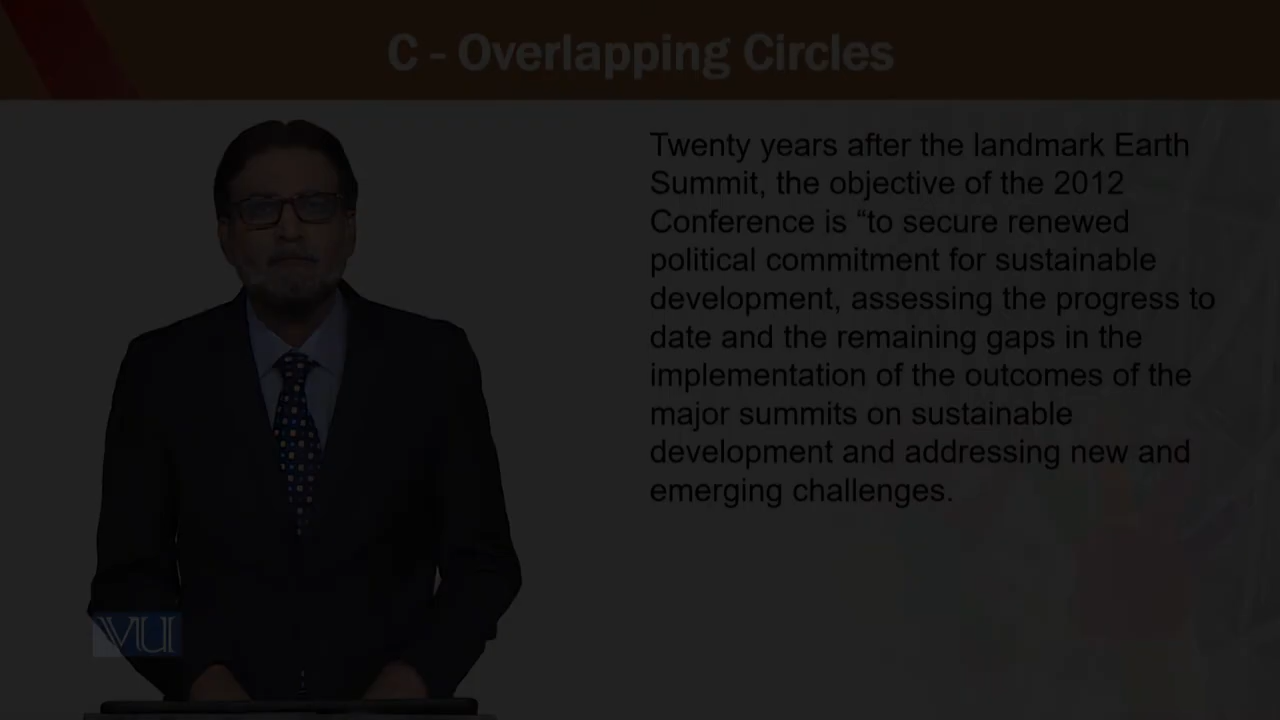 C - Overlapping Circles
Twenty years after the landmark Earth
Summit, the objective of the 2012
Conference is “to secure renewed
political commitment for sustainable
development, assessing the progress to
date and the remaining gaps in the
implementation of the outcomes of the
major summits on sustainable
development and addressing new and
emerging challenges.
VU